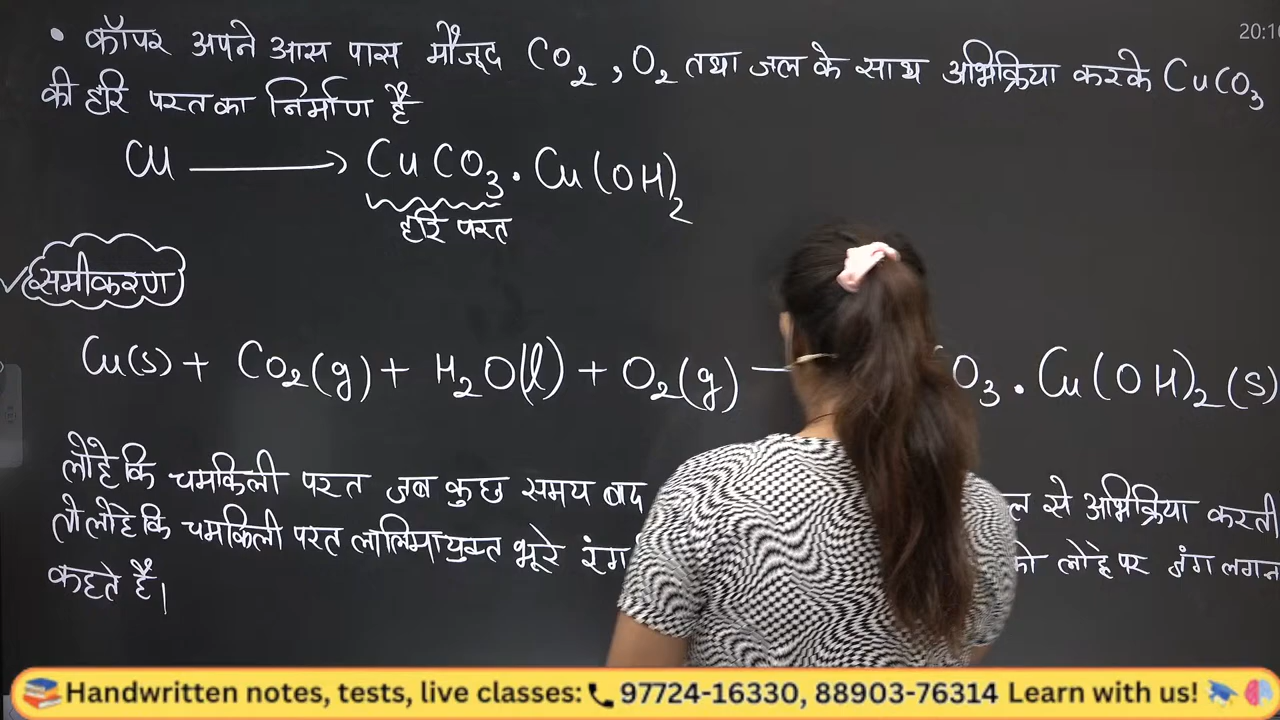 20:1
• कॉपर अपने आस पास मौजूद CO2 , O2 तथा जल के साथ अभिक्रिया करके CuCO3
की हरि परत का निर्माण है
Cu ⟶ CuCO3 . Cu(OH)2
हरि परत
समीकरण
Cu(s) + CO2(g) + H2O(l) + O2(g) — O3 . Cu(OH)2(s)
लोहे कि चमकिली परत जब कुछ समय बाद ल से अभिक्रिया करती
तो लोहे कि चमकिली परत लालिमायुक्त भूरे रंग को लोहे पर जंग लगन
कहते है।
📚 Handwritten notes, tests, live classes: 📞 97724-16330, 88903-76314 Learn with us! 🎓 🧠